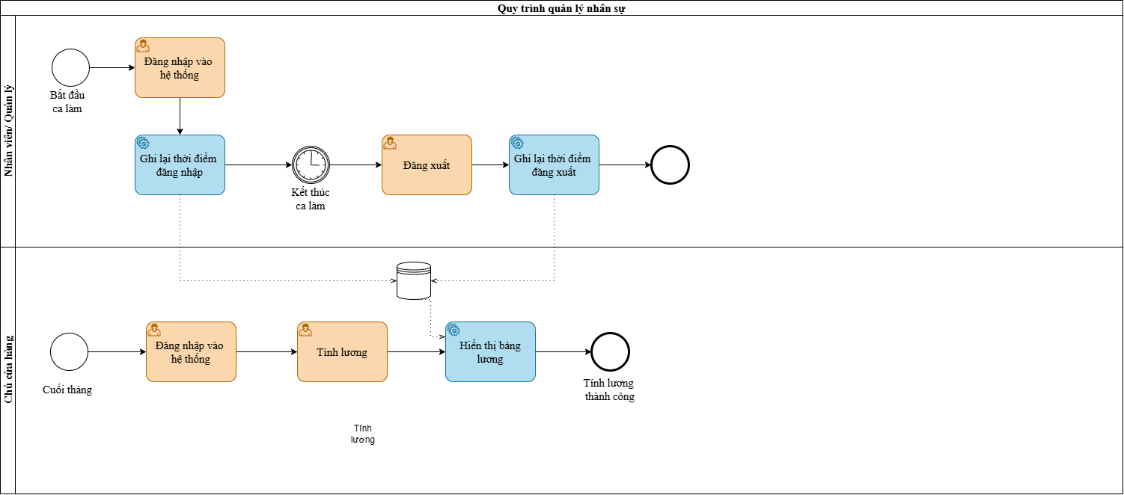 Quy trình quản lý nhân sự
Nhân viên/ Quản lý
Đăng nhập vào
hệ thống
Bắt đầu
ca làm
Ghi lại thời điểm
đăng nhập
Kết thúc
ca làm
Đăng xuất
Ghi lại thời điểm
đăng xuất
Chủ cửa hàng
Cuối tháng
Đăng nhập vào
hệ thống
Tính lương
Hiển thị bảng
lương
Tính lương
thành công
Tính
lương